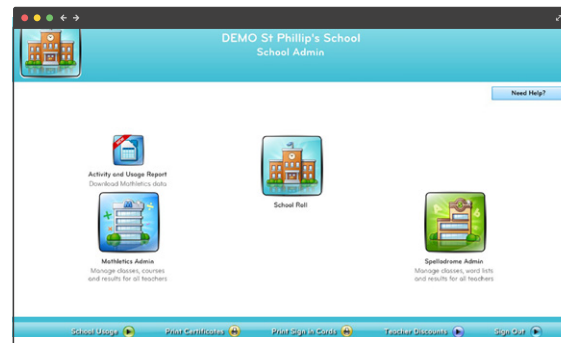 DEMO St Phillip's School
School Admin
Need Help?
Activity and Usage Report
Download Mathletics data
School Roll
Mathletics Admin
Manage classes, courses
and results for all teachers
Spellodrome Admin
Manage classes, word lists
and results for all teachers
School Usage
Print Certificates
Print Sign In Cards
Teacher Discounts
Sign Out